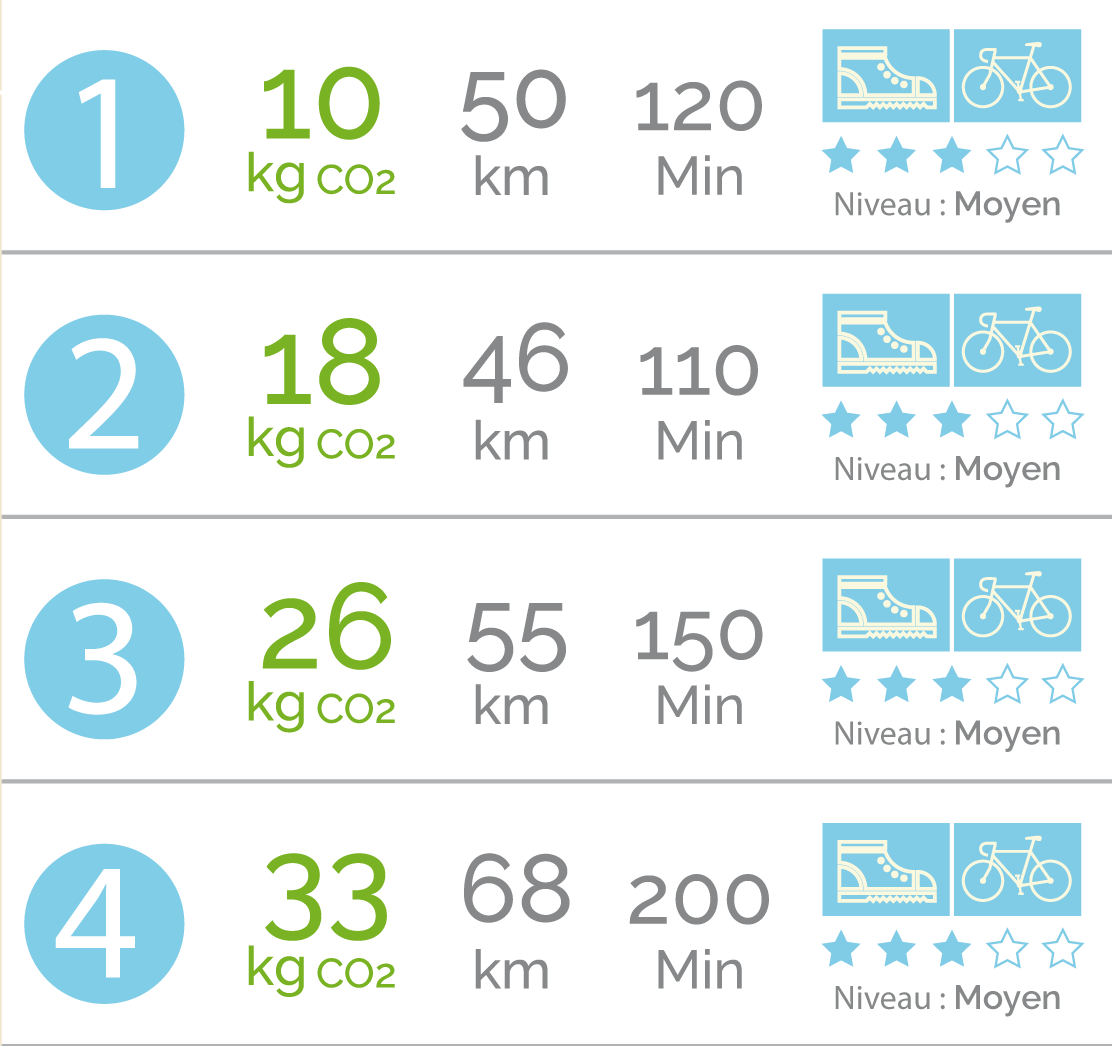 1
10 50 120
kg CO2 km Min
Niveau : Moyen
2
18 46 110
kg CO2 km Min
Niveau : Moyen
3
26 55 150
kg CO2 km Min
Niveau : Moyen
4
33 68 200
kg CO2 km Min
Niveau : Moyen